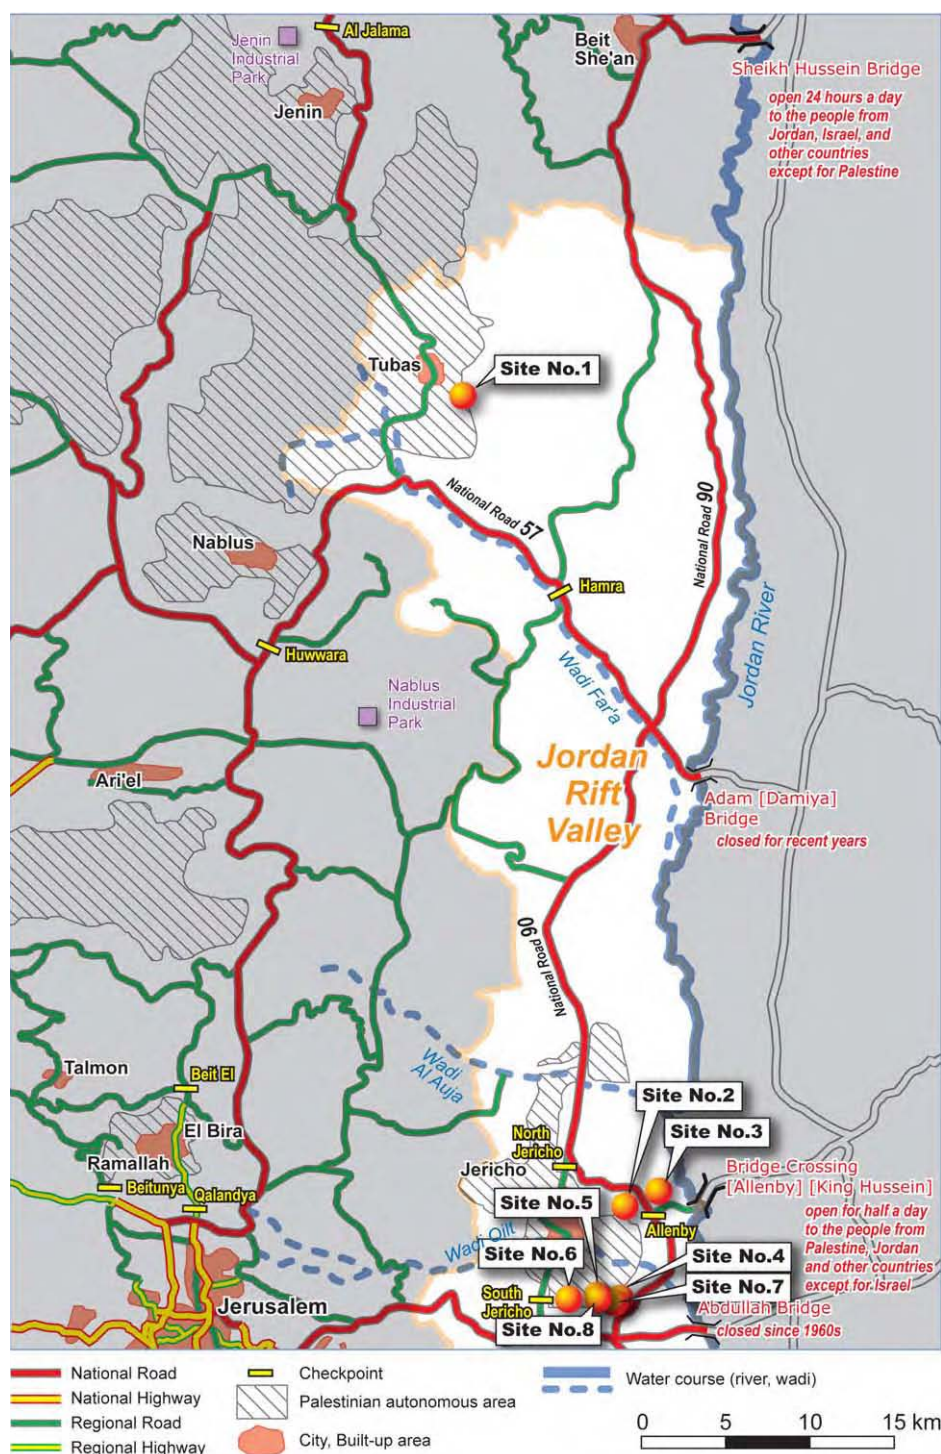 Al Jalama
Jenin
Industrial
Park
Beit
She'an
Sheikh Hussein Bridge
open 24 hours a day
to the people from
Jordan, Israel, and
other countries
except for Palestine
Jenin
Tubas
Site No.1
National Road 57
National Road 90
Nablus
Hamra
Jordan River
Huwwara
Wadi Far'a
Nablus
Industrial
Park
Jordan
Rift
Valley
Ari'el
Adam [Damiya]
Bridge
closed for recent years
National Road 90
Wadi
Al Auja
Talmon
Beit El
Site No.2
El Bira
North
Jericho
Site No.3
Ramallah
Jericho
Bridge Crossing
[Allenby] [King Hussein]
Beitunya
Qalandya
Site No.5
open for half a day
to the people from
Palestine, Jordan
and other countries
except for Israel
Allenby
Wadi Qilt
Site No.6
Site No.4
South
Jericho
Site No.7
Jerusalem
Site No.8
Abdullah Bridge
closed since 1960s
National Road
National Highway
Regional Road
Regional Highway
Checkpoint
Palestinian autonomous area
City, Built-up area
Water course (river, wadi)
0 5 10 15 km